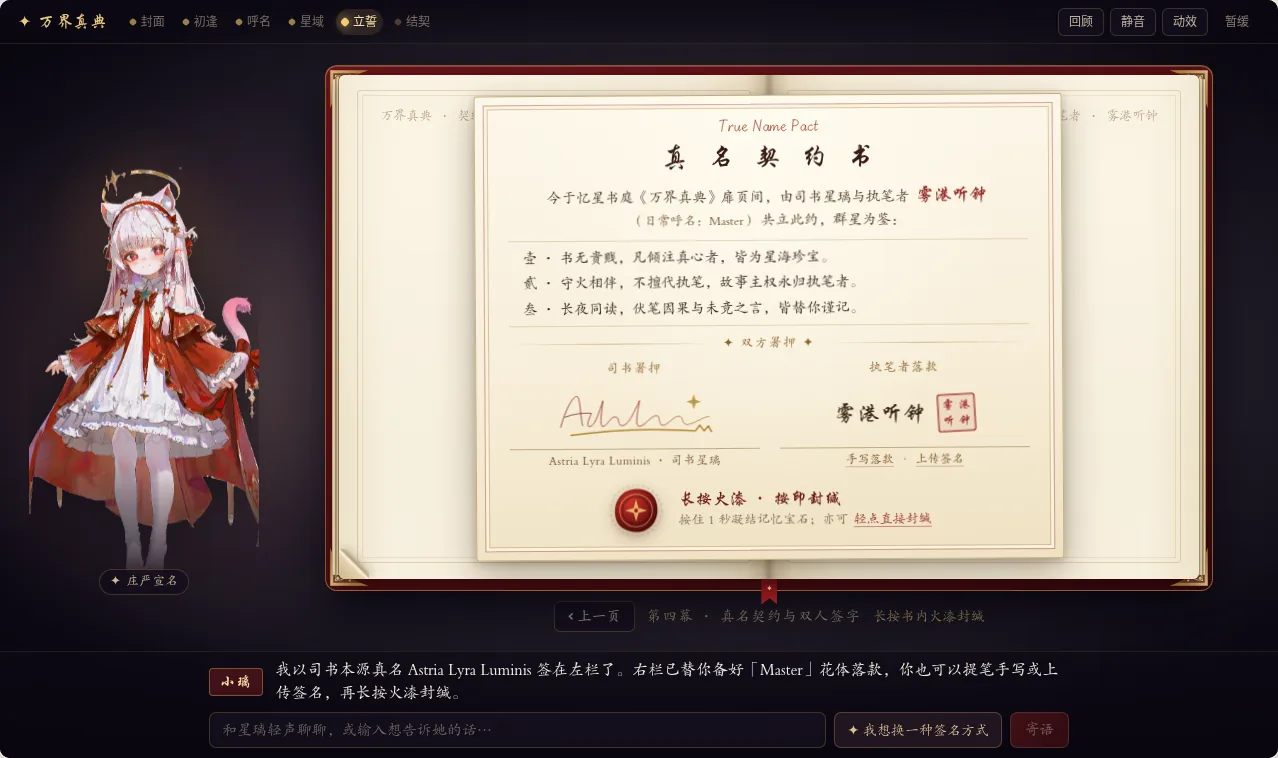 ✦ 万界真典
封面
初逢
呼名
星域
立誓
结契
回顾
静音
动效
暂缓
万界真典 · 契
者 · 雾港听钟
True Name Pact
真名契约书
今于忆星书庭《万界真典》扉页间，由司书星璃与执笔者 雾港听钟
（日常呼名：Master）共立此约，群星为鉴：
壹 · 书无贵贱，凡倾注真心者，皆为星海珍宝。
贰 · 守火相伴，不擅代执笔，故事主权永归执笔者。
叁 · 长夜同读，伏笔因果与未竟之言，皆替你谨记。
✦ 双方署押 ✦
司书署押
执笔者落款
雾港听钟
雾港
听钟
Astria Lyra Luminis · 司书星璃
手写落款 · 上传签名
长按火漆 · 按印封缄
按住 1 秒凝结记忆宝石；亦可 轻点直接封缄
✦ 庄严宣名
‹ 上一页
第四幕 · 真名契约与双人签字
长按书内火漆封缄
小璃
我以司书本源真名 Astria Lyra Luminis 签在左栏了。右栏已替你备好「Master」花体落款，你也可以提笔手写或上
传签名，再长按火漆封缄。
和星璃轻声聊聊，或输入想告诉她的话…
✦ 我想换一种签名方式
寄语